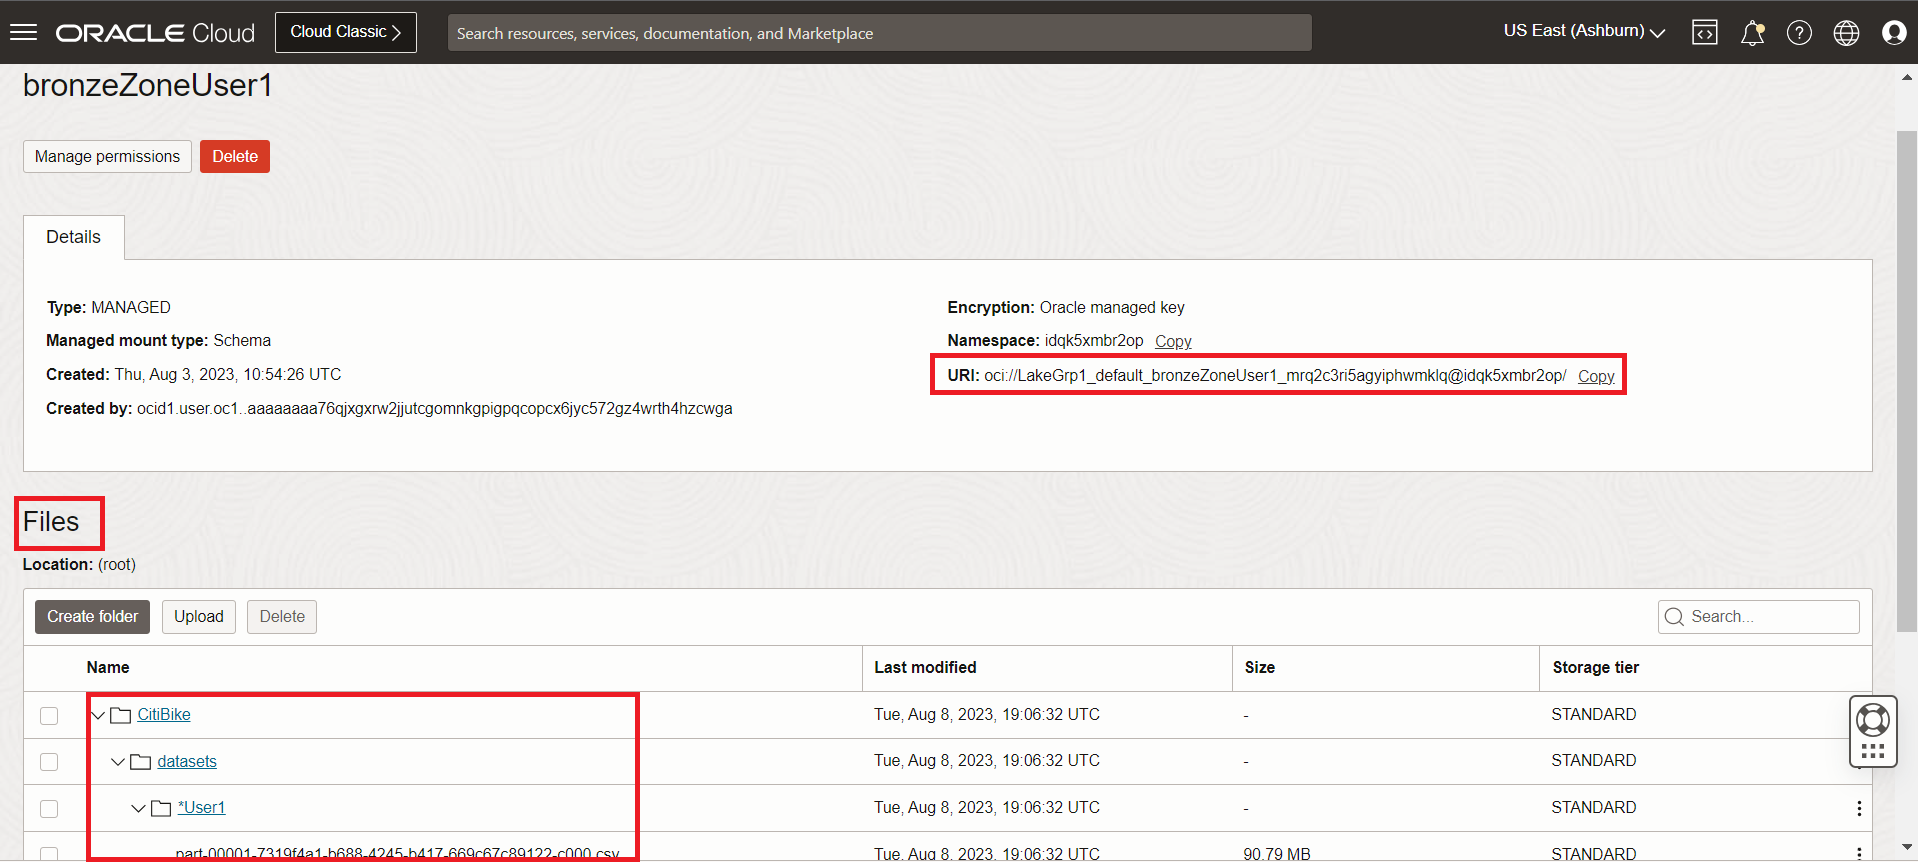 ORACLE Cloud
Cloud Classic
Search resources, services, documentation, and Marketplace
US East (Ashburn)
bronzeZoneUser1
Manage permissions
Delete
Details
Type: MANAGED
Managed mount type: Schema
Created: Thu, Aug 3, 2023, 10:54:26 UTC
Created by: ocid1.user.oc1..aaaaaaaa76qjxgxrw2jjutcgomnkgpigpqcopcx6jyc572gz4wrth4hzcwga
Encryption: Oracle managed key
Namespace: idqk5xmbr2op Copy
URI: oci://LakeGrp1_default_bronzeZoneUser1_mrq2c3ri5agyiphwmklq@idqk5xmbr2op/ Copy
Files
Location: (root)
Create folder
Upload
Delete
Search...
Name Last modified Size Storage tier
CitiBike Tue, Aug 8, 2023, 19:06:32 UTC - STANDARD
datasets Tue, Aug 8, 2023, 19:06:32 UTC - STANDARD
*User1 Tue, Aug 8, 2023, 19:06:32 UTC - STANDARD
part-00001-7319f4a1-b688-4245-b417-669c67c89122-c000.csv Tue, Aug 8, 2023, 19:06:32 UTC 90.79 MB STANDARD